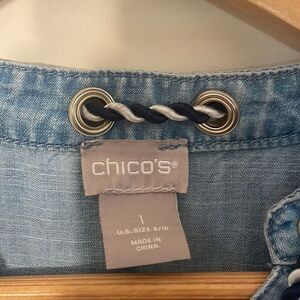 chico's®
1
U.S. SIZE 8/10
MADE IN
CHINA